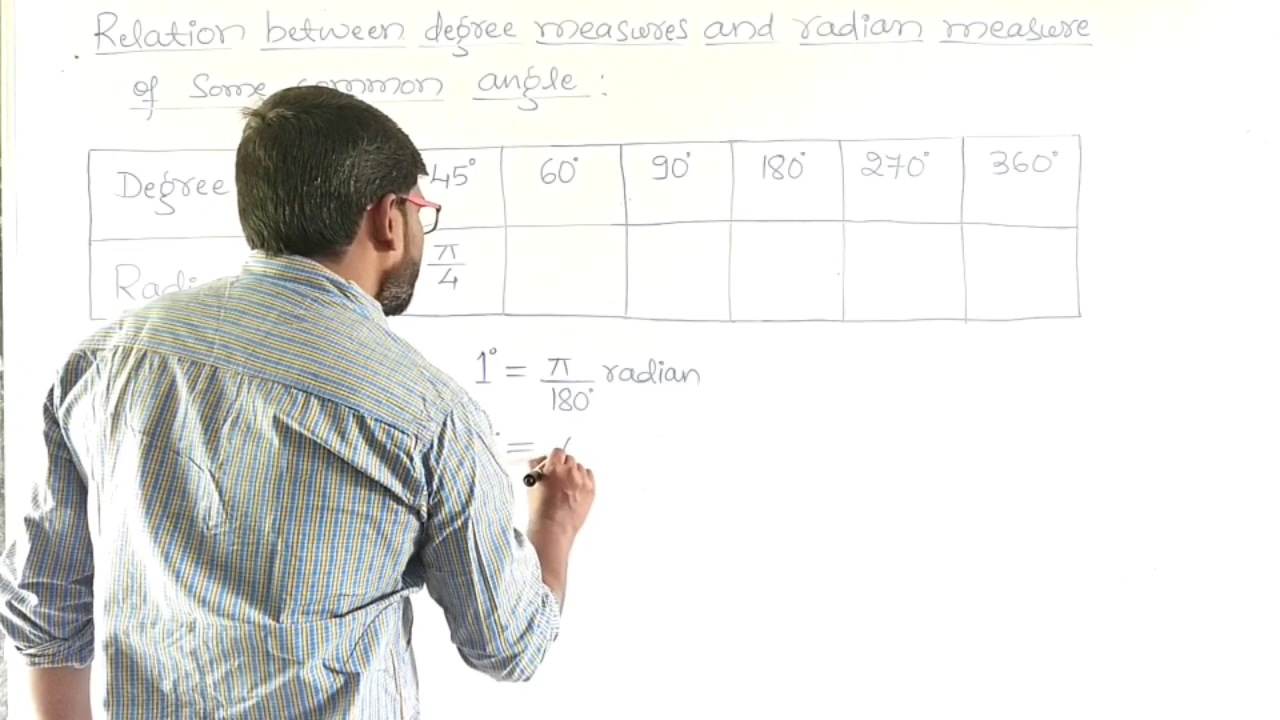 Relation between degree measures and radian measure
of Some common angle :
Degree 45° 60° 90° 180° 270° 360°
π/4
1° = π/180° radian
=